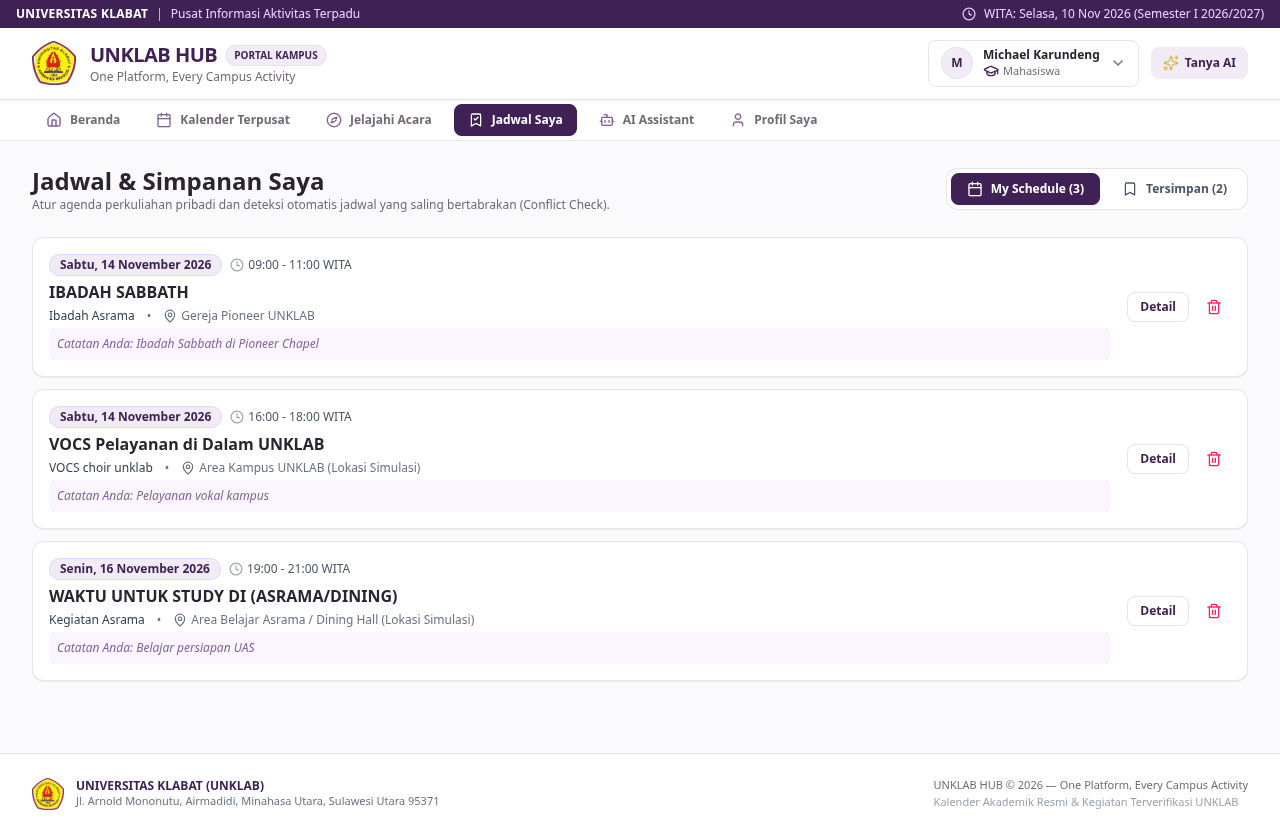 UNIVERSITAS KLABAT | Pusat Informasi Aktivitas Terpadu
WITA: Selasa, 10 Nov 2026 (Semester I 2026/2027)
UNKLAB HUB PORTAL KAMPUS
One Platform, Every Campus Activity
M
Michael Karundeng
Mahasiswa
Tanya AI
Beranda
Kalender Terpusat
Jelajahi Acara
Jadwal Saya
AI Assistant
Profil Saya
Jadwal & Simpanan Saya
Atur agenda perkuliahan pribadi dan deteksi otomatis jadwal yang saling bertabrakan (Conflict Check).
My Schedule (3)
Tersimpan (2)
Sabtu, 14 November 2026 09:00 - 11:00 WITA
IBADAH SABBATH
Ibadah Asrama • Gereja Pioneer UNKLAB
Catatan Anda: Ibadah Sabbath di Pioneer Chapel
Detail
Sabtu, 14 November 2026 16:00 - 18:00 WITA
VOCS Pelayanan di Dalam UNKLAB
VOCS choir unklab • Area Kampus UNKLAB (Lokasi Simulasi)
Catatan Anda: Pelayanan vokal kampus
Detail
Senin, 16 November 2026 19:00 - 21:00 WITA
WAKTU UNTUK STUDY DI (ASRAMA/DINING)
Kegiatan Asrama • Area Belajar Asrama / Dining Hall (Lokasi Simulasi)
Catatan Anda: Belajar persiapan UAS
Detail
UNIVERSITAS KLABAT (UNKLAB)
Jl. Arnold Mononutu, Airmadidi, Minahasa Utara, Sulawesi Utara 95371
UNKLAB HUB © 2026 — One Platform, Every Campus Activity
Kalender Akademik Resmi & Kegiatan Terverifikasi UNKLAB